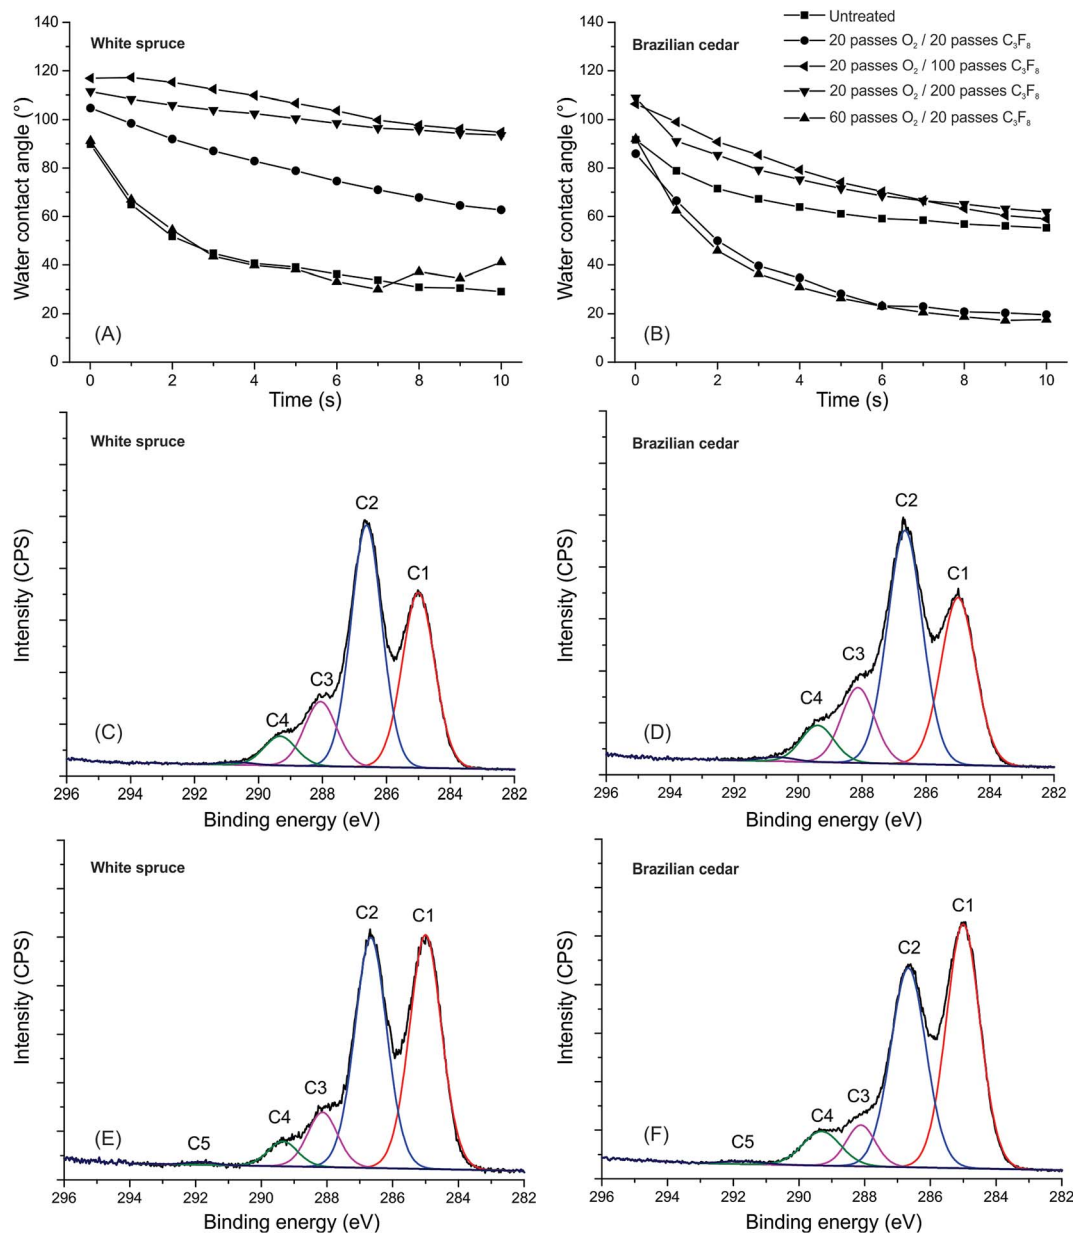 White spruce
Water contact angle (°)
140
120
100
80
60
40
20
0
(A)
0 2 4 6 8 10
Time (s)
Brazilian cedar
Untreated
20 passes O₂ / 20 passes C₃F₈
20 passes O₂ / 100 passes C₃F₈
20 passes O₂ / 200 passes C₃F₈
60 passes O₂ / 20 passes C₃F₈
Water contact angle (°)
140
120
100
80
60
40
20
0
(B)
0 2 4 6 8 10
Time (s)
White spruce
Intensity (CPS)
C2
C1
C3
C4
(C)
296 294 292 290 288 286 284 282
Binding energy (eV)
Brazilian cedar
Intensity (CPS)
C2
C1
C3
C4
(D)
296 294 292 290 288 286 284 282
Binding energy (eV)
White spruce
Intensity (CPS)
C2 C1
C3
C4
C5
(E)
296 294 292 290 288 286 284 282
Binding energy (eV)
Brazilian cedar
Intensity (CPS)
C1
C2
C3
C4
C5
(F)
296 294 292 290 288 286 284 282
Binding energy (eV)